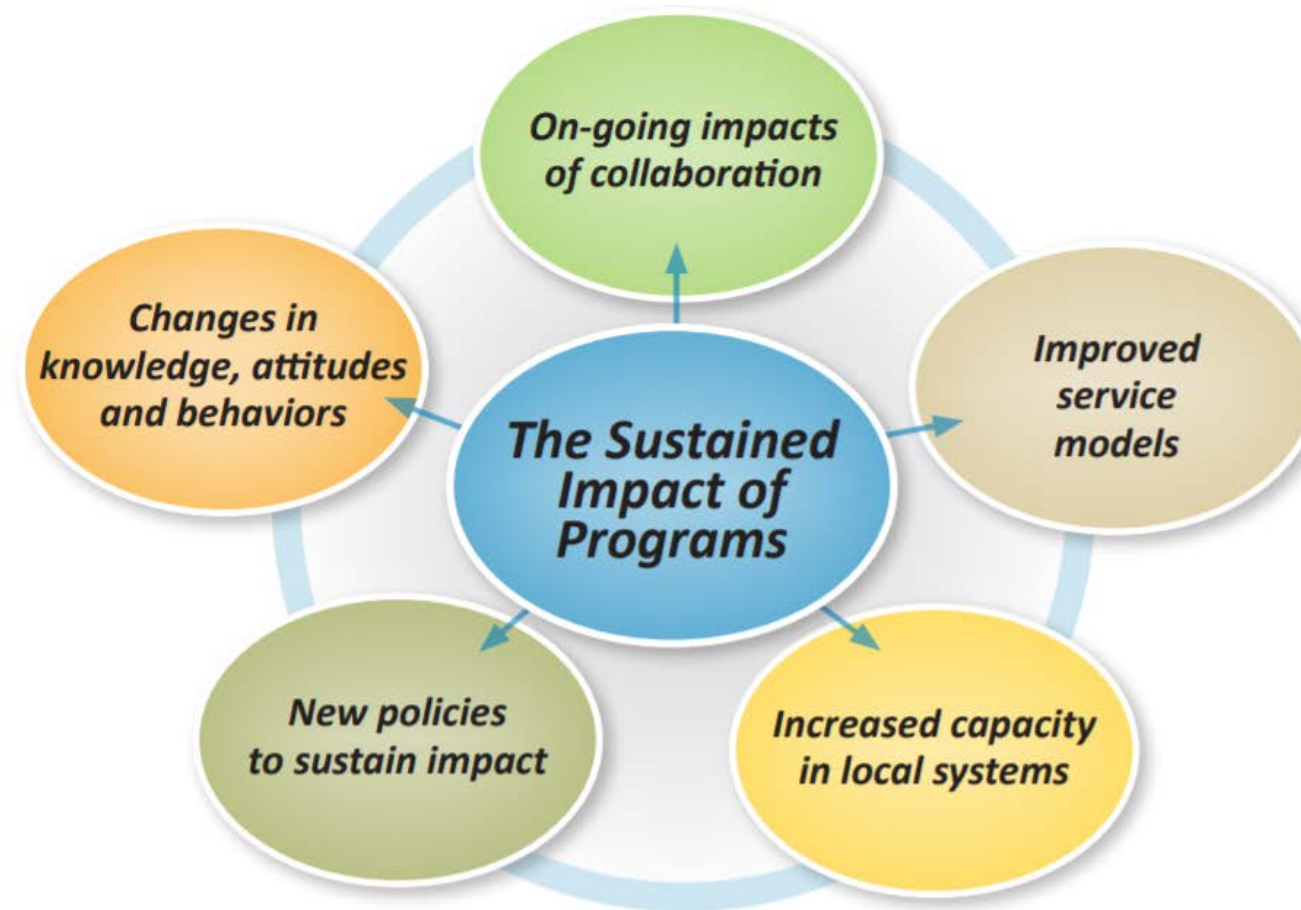 On-going impacts
of collaboration
Changes in
knowledge, attitudes
and behaviors
Improved
service
models
The Sustained
Impact of
Programs
New policies
to sustain impact
Increased capacity
in local systems